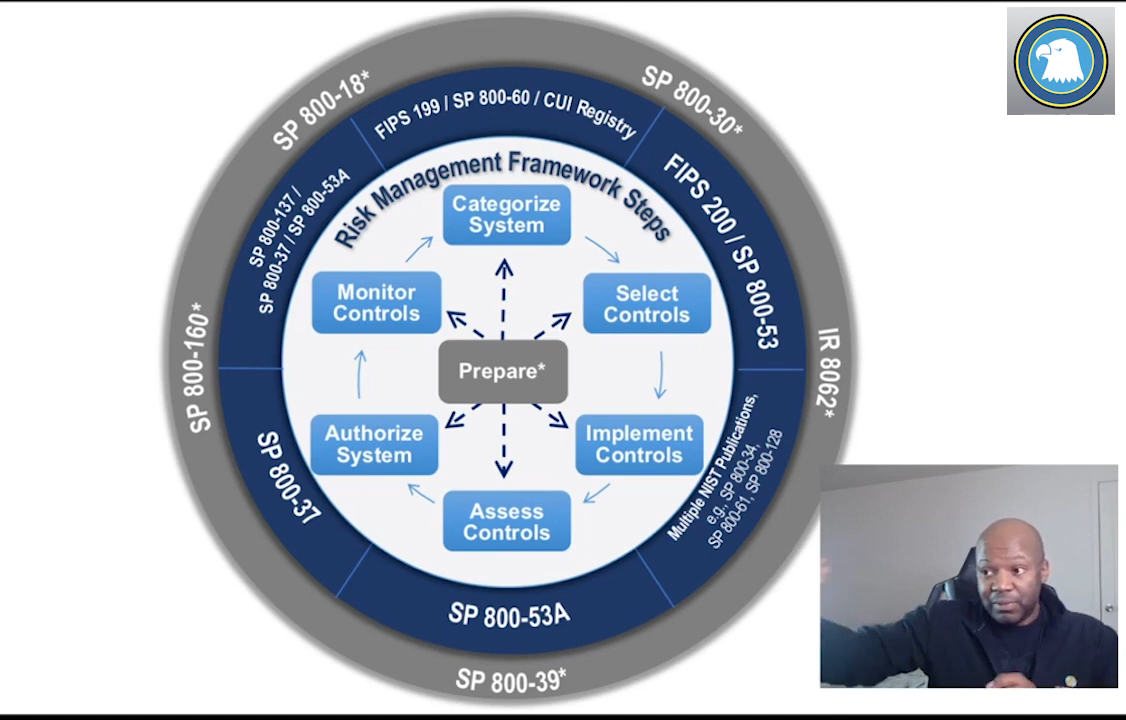 SP 800-18*
SP 800-30*
IR 8062*
SP 800-39*
SP 800-160*
FIPS 199 / SP 800-60 / CUI Registry
FIPS 200 / SP 800-53
Multiple NIST Publications,
e.g., SP 800-34,
SP 800-61, SP 800-128
SP 800-53A
SP 800-37
SP 800-137 /
SP 800-37 / SP 800-53A
Risk Management Framework Steps
Categorize
System
Select
Controls
Implement
Controls
Assess
Controls
Authorize
System
Monitor
Controls
Prepare*